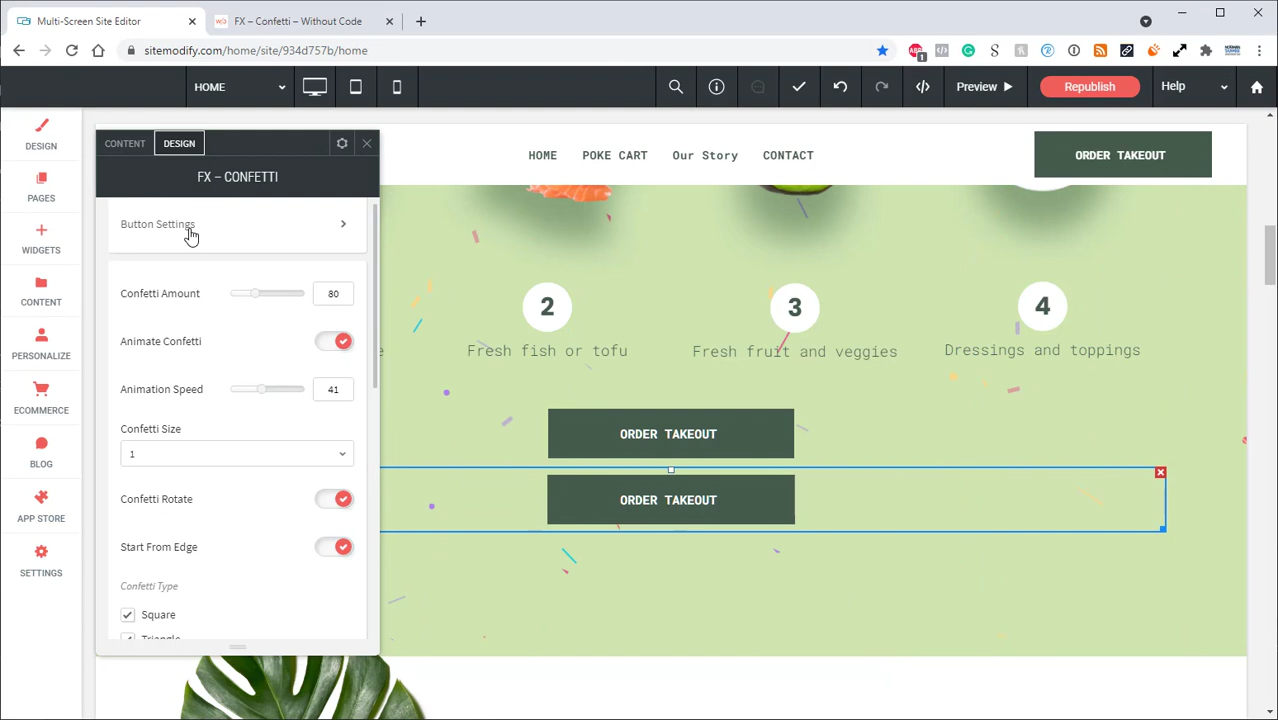 Multi-Screen Site Editor
FX – Confetti – Without Code
sitemodify.com/home/site/934d757b/home
ABP
1
HOME
Preview
Republish
Help
DESIGN
PAGES
WIDGETS
CONTENT
PERSONALIZE
ECOMMERCE
BLOG
APP STORE
SETTINGS
CONTENT
DESIGN
FX – CONFETTI
Button Settings
Confetti Amount
80
Animate Confetti
Animation Speed
41
Confetti Size
1
Confetti Rotate
Start From Edge
Confetti Type
Square
Triangle
HOME
POKE CART
Our Story
CONTACT
ORDER TAKEOUT
2
3
4
e
Fresh fish or tofu
Fresh fruit and veggies
Dressings and toppings
ORDER TAKEOUT
ORDER TAKEOUT